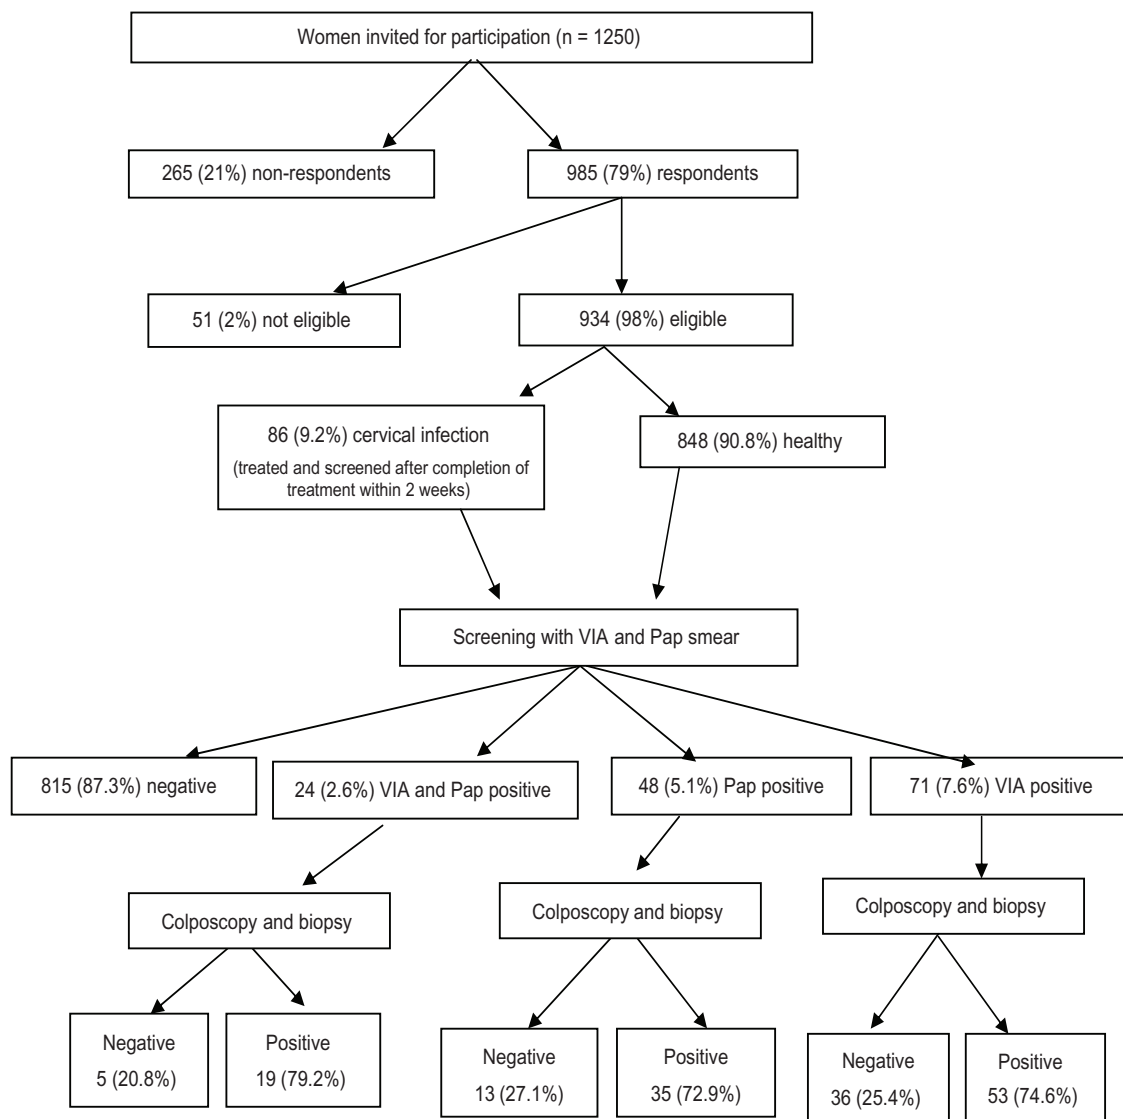 Women invited for participation (n = 1250)
265 (21%) non-respondents
985 (79%) respondents
51 (2%) not eligible
934 (98%) eligible
86 (9.2%) cervical infection
(treated and screened after completion of
treatment within 2 weeks)
848 (90.8%) healthy
Screening with VIA and Pap smear
815 (87.3%) negative
24 (2.6%) VIA and Pap positive
48 (5.1%) Pap positive
71 (7.6%) VIA positive
Colposcopy and biopsy
Colposcopy and biopsy
Colposcopy and biopsy
Negative
5 (20.8%)
Positive
19 (79.2%)
Negative
13 (27.1%)
Positive
35 (72.9%)
Negative
36 (25.4%)
Positive
53 (74.6%)